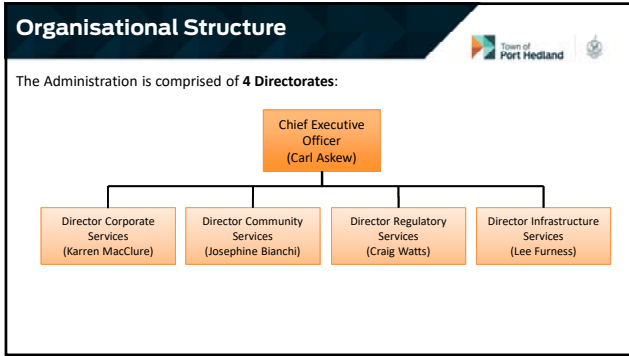 Organisational Structure
Town of
Port Hedland
The Administration is comprised of 4 Directorates:
Chief Executive
Officer
(Carl Askew)
Director Corporate
Services
(Karren MacClure)
Director Community
Services
(Josephine Bianchi)
Director Regulatory
Services
(Craig Watts)
Director Infrastructure
Services
(Lee Furness)